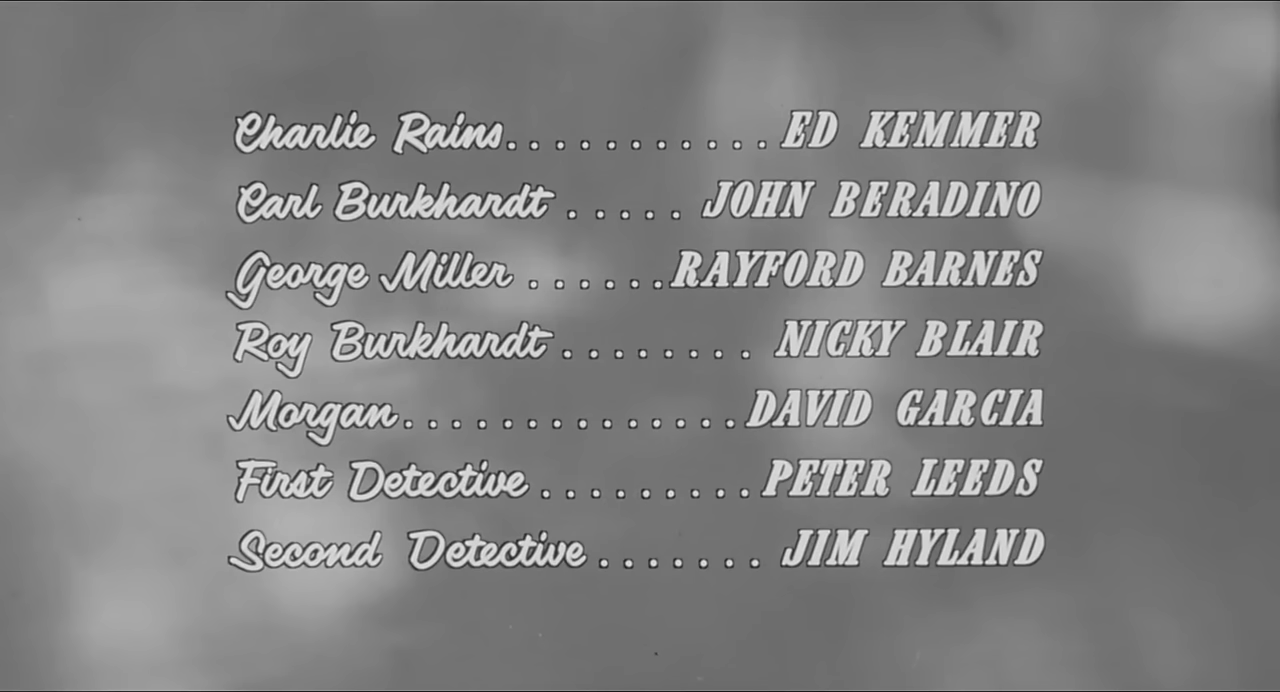 Charlie Rains........... ED KEMMER
Carl Burkhardt ..... JOHN BERADINO
George Miller ......RAYFORD BARNES
Roy Burkhardt ........ NICKY BLAIR
Morgan..............DAVID GARCIA
First Detective .........PETER LEEDS
Second Detective ....... JIM HYLAND